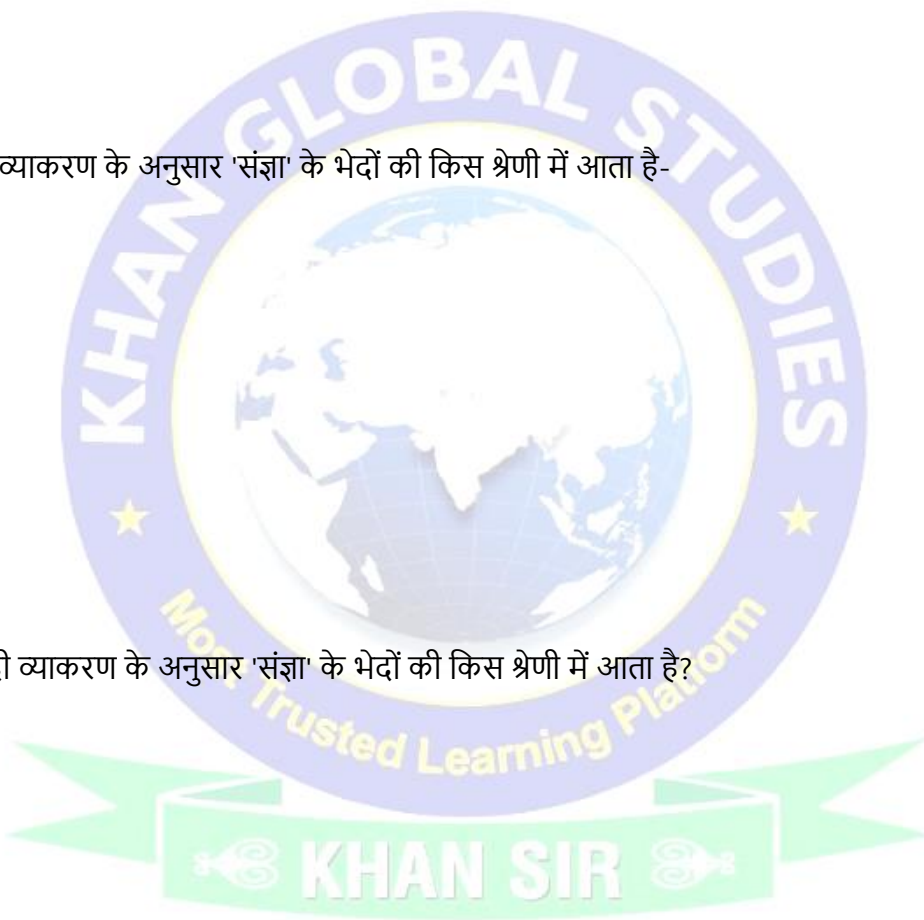 KHAN GLOBAL STUDIES
व्याकरण के अनुसार 'संज्ञा' के भेदों की किस श्रेणी में आता है-
व्याकरण के अनुसार 'संज्ञा' के भेदों की किस श्रेणी में आता है?
Most Trusted Learning Platform
KHAN SIR